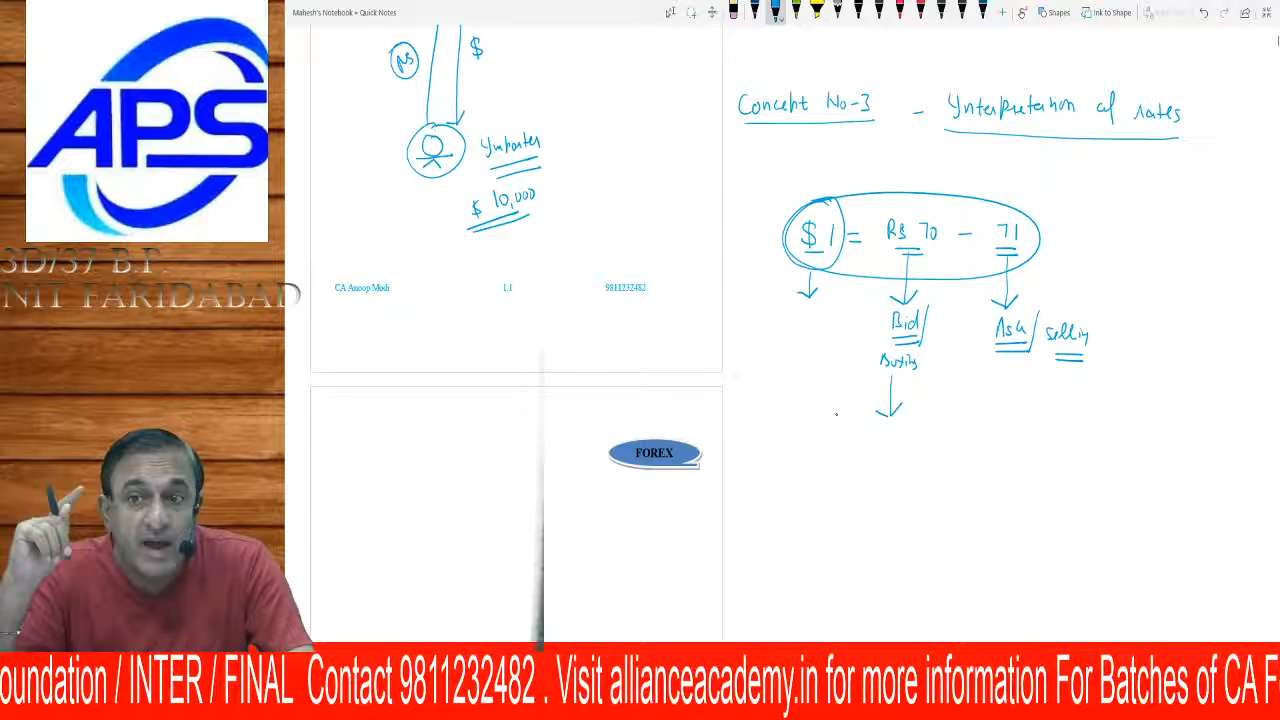 Mahesh's Notebook » Quick Notes
Shapes
Ink to Shape
APS
3D/37 B.P.
NIT FARIDABAD
Rs
$
Importer
$ 10,000
CA Anoop Modi 1.1 9811232482
FOREX
Concept No-3 - Interpretation of rates
$ 1 = Rs 70 - 71
Bid/
Buying
Ask/ selling
oundation / INTER / FINAL Contact 9811232482 . Visit allianceacademy.in for more information For Batches of CA F